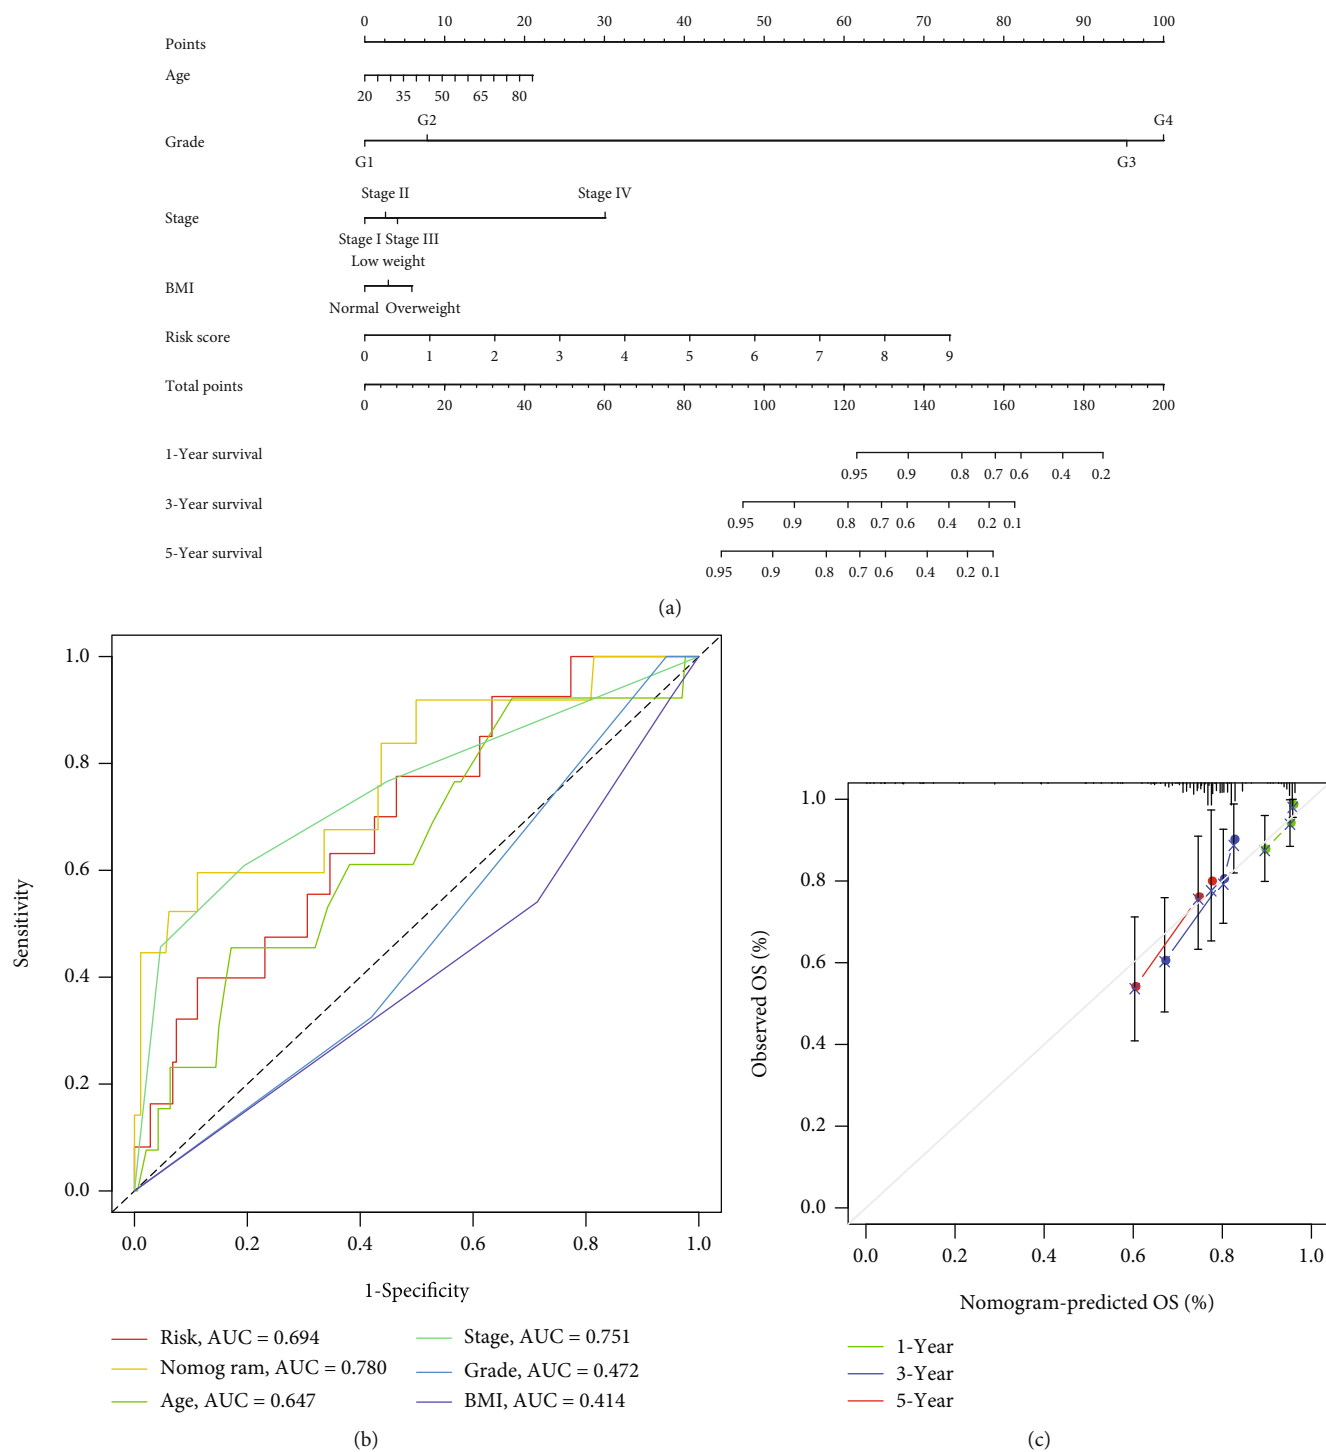 0 10 20 30 40 50 60 70 80 90 100
Points
Age
20 35 50 65 80
G2 G4
Grade
G1 G3
Stage II Stage IV
Stage
Stage I Stage III
Low weight
BMI
Normal Overweight
Risk score
0 1 2 3 4 5 6 7 8 9
Total points
0 20 40 60 80 100 120 140 160 180 200
1-Year survival
0.95 0.9 0.8 0.7 0.6 0.4 0.2
3-Year survival
0.95 0.9 0.8 0.7 0.6 0.4 0.2 0.1
5-Year survival
0.95 0.9 0.8 0.7 0.6 0.4 0.2 0.1
(a)
Sensitivity
1.0
0.8
0.6
0.4
0.2
0.0
0.0 0.2 0.4 0.6 0.8 1.0
1-Specificity
Risk, AUC = 0.694
Nomog ram, AUC = 0.780
Age, AUC = 0.647
Stage, AUC = 0.751
Grade, AUC = 0.472
BMI, AUC = 0.414
(b)
Observed OS (%)
1.0
0.8
0.6
0.4
0.2
0.0
0.0 0.2 0.4 0.6 0.8 1.0
Nomogram-predicted OS (%)
1-Year
3-Year
5-Year
(c)